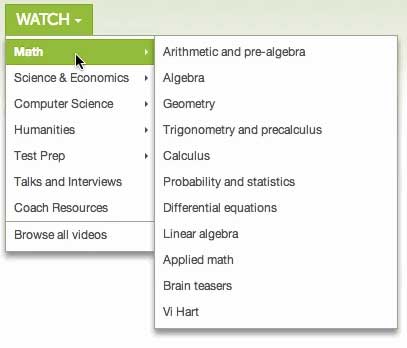 WATCH
Math
Science & Economics
Computer Science
Humanities
Test Prep
Talks and Interviews
Coach Resources
Browse all videos
Arithmetic and pre-algebra
Algebra
Geometry
Trigonometry and precalculus
Calculus
Probability and statistics
Differential equations
Linear algebra
Applied math
Brain teasers
Vi Hart